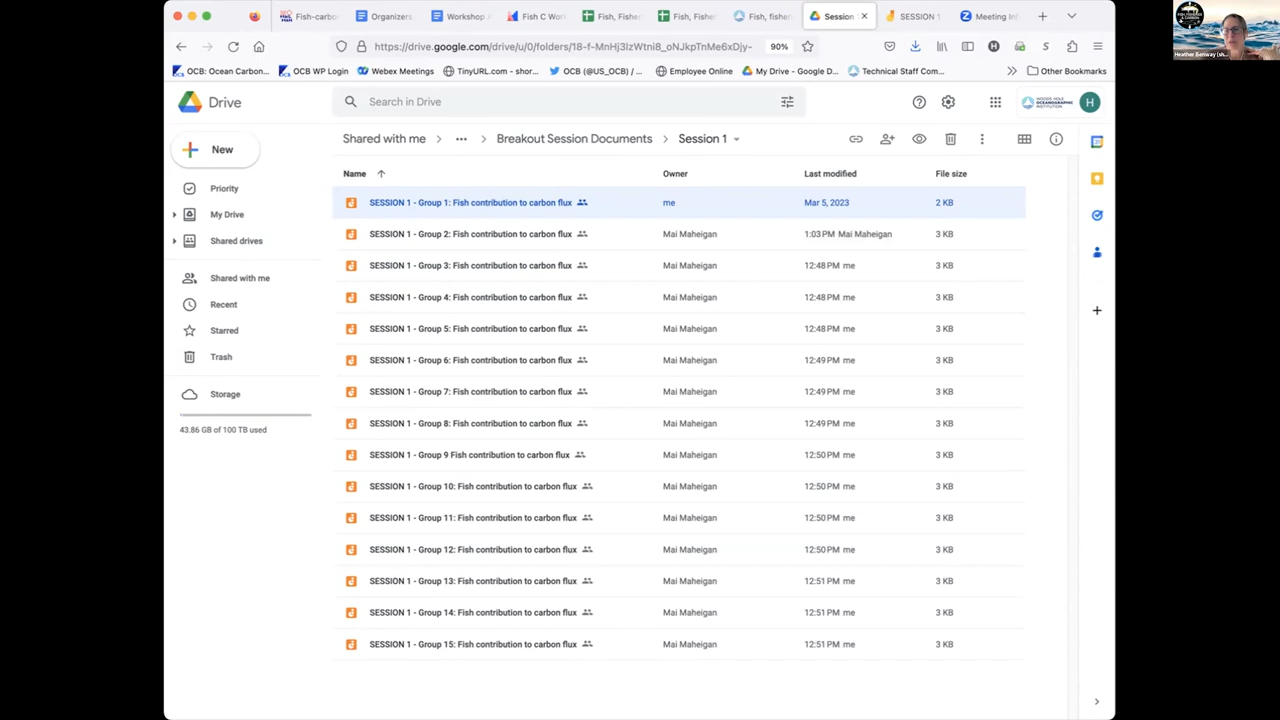 Fish-carbo
Organizers
Workshop
Fish C Wor
Fish, Fisher
Fish, Fisher
Fish, fisher
Session
SESSION 1
Meeting Inf
https://drive.google.com/drive/u/0/folders/18-f-MnHj3IzWtni8_oNJkpTnMe6xDjy-
90%
OCB: Ocean Carbon...
OCB WP Login
Webex Meetings
TinyURL.com - shor...
OCB (@US_OCB) /...
Employee Online
My Drive - Google D...
Technical Staff Com...
Other Bookmarks
Drive
Search in Drive
WOODS HOLE
OCEANOGRAPHIC
INSTITUTION
H
New
Shared with me
Breakout Session Documents
Session 1
Priority
My Drive
Shared drives
Shared with me
Recent
Starred
Trash
Storage
43.86 GB of 100 TB used
Name Owner Last modified File size
SESSION 1 - Group 1: Fish contribution to carbon flux me Mar 5, 2023 2 KB
SESSION 1 - Group 2: Fish contribution to carbon flux Mai Maheigan 1:03 PM Mai Maheigan 3 KB
SESSION 1 - Group 3: Fish contribution to carbon flux Mai Maheigan 12:48 PM me 3 KB
SESSION 1 - Group 4: Fish contribution to carbon flux Mai Maheigan 12:48 PM me 3 KB
SESSION 1 - Group 5: Fish contribution to carbon flux Mai Maheigan 12:48 PM me 3 KB
SESSION 1 - Group 6: Fish contribution to carbon flux Mai Maheigan 12:49 PM me 3 KB
SESSION 1 - Group 7: Fish contribution to carbon flux Mai Maheigan 12:49 PM me 3 KB
SESSION 1 - Group 8: Fish contribution to carbon flux Mai Maheigan 12:49 PM me 3 KB
SESSION 1 - Group 9 Fish contribution to carbon flux Mai Maheigan 12:50 PM me 3 KB
SESSION 1 - Group 10: Fish contribution to carbon flux Mai Maheigan 12:50 PM me 3 KB
SESSION 1 - Group 11: Fish contribution to carbon flux Mai Maheigan 12:50 PM me 3 KB
SESSION 1 - Group 12: Fish contribution to carbon flux Mai Maheigan 12:50 PM me 3 KB
SESSION 1 - Group 13: Fish contribution to carbon flux Mai Maheigan 12:51 PM me 3 KB
SESSION 1 - Group 14: Fish contribution to carbon flux Mai Maheigan 12:51 PM me 3 KB
SESSION 1 - Group 15: Fish contribution to carbon flux Mai Maheigan 12:51 PM me 3 KB
Heather Benway (sh...